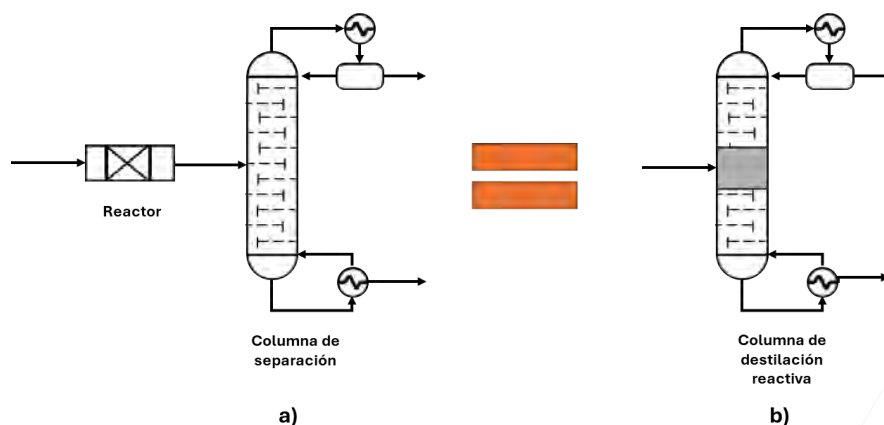 Reactor
Columna de
separación
a)
Columna de
destilación
reactiva
b)